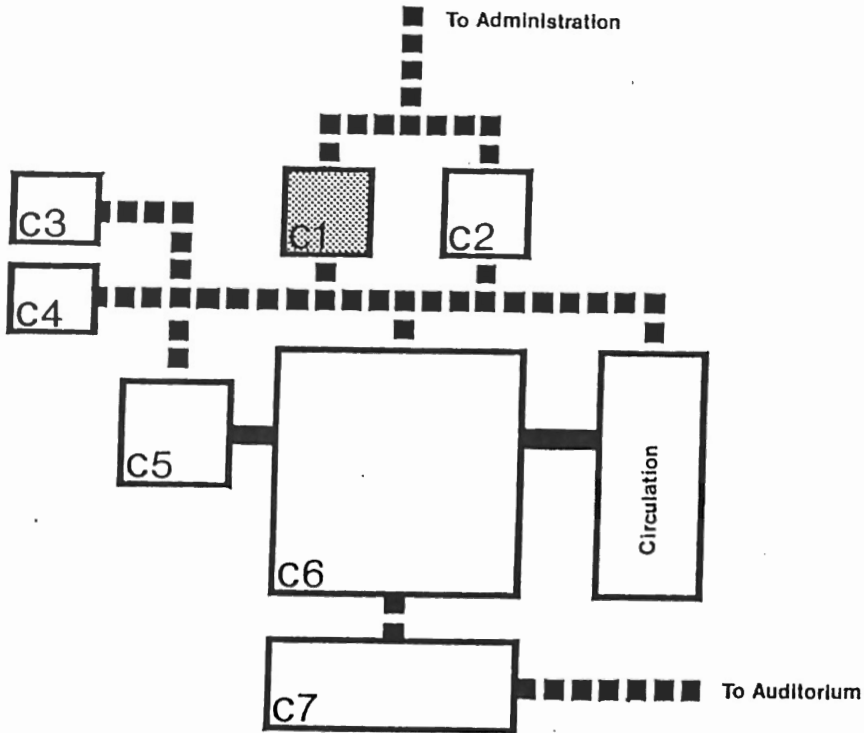 To Administration
C3
C1
C2
C4
C5
Circulation
C6
C7
To Auditorium